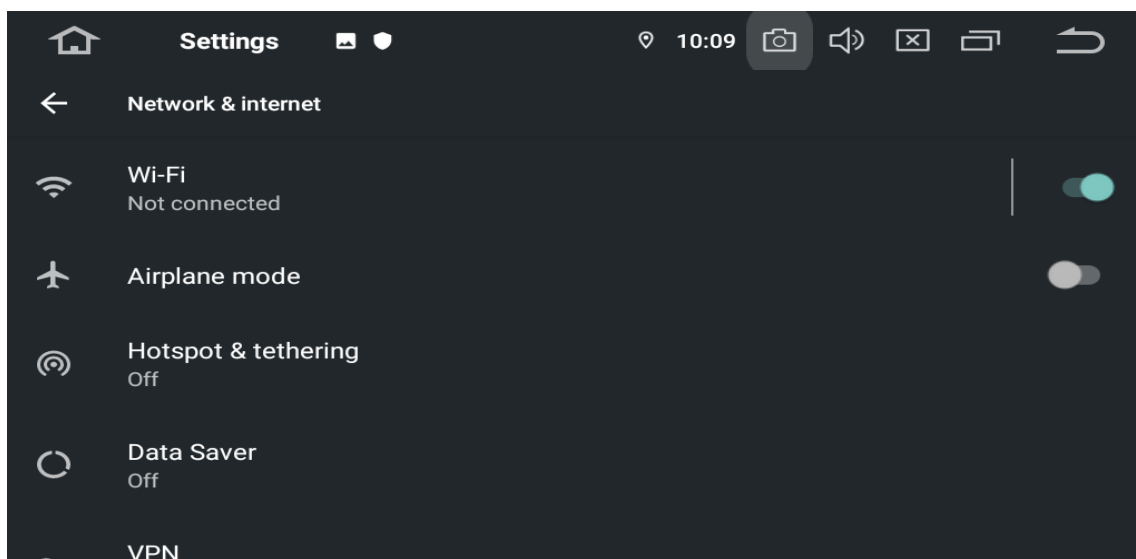 Settings
10:09
Network & internet
Wi-Fi
Not connected
Airplane mode
Hotspot & tethering
Off
Data Saver
Off
VPN